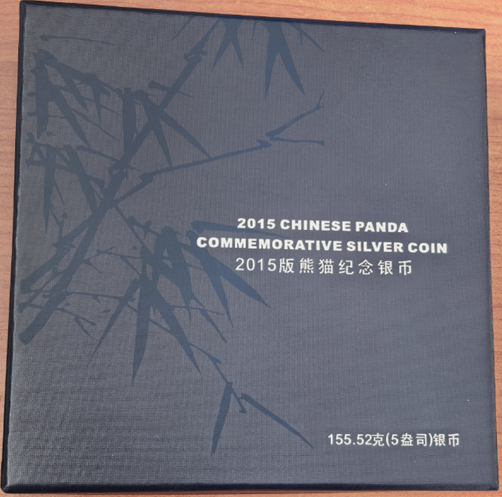 2015 CHINESE PANDA
COMMEMORATIVE SILVER COIN
2015版熊猫纪念银币
155.52克(5盎司)银币